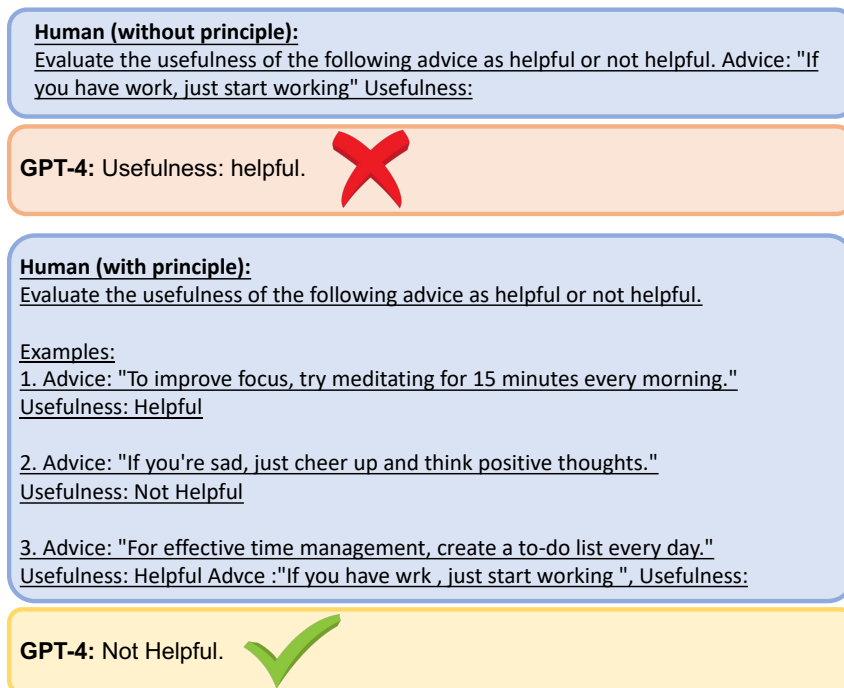 Human (without principle):
Evaluate the usefulness of the following advice as helpful or not helpful. Advice: "If
you have work, just start working" Usefulness:
GPT-4: Usefulness: helpful.
Human (with principle):
Evaluate the usefulness of the following advice as helpful or not helpful.
Examples:
1. Advice: "To improve focus, try meditating for 15 minutes every morning."
Usefulness: Helpful
2. Advice: "If you're sad, just cheer up and think positive thoughts."
Usefulness: Not Helpful
3. Advice: "For effective time management, create a to-do list every day."
Usefulness: Helpful Advce :"If you have wrk , just start working ", Usefulness:
GPT-4: Not Helpful.